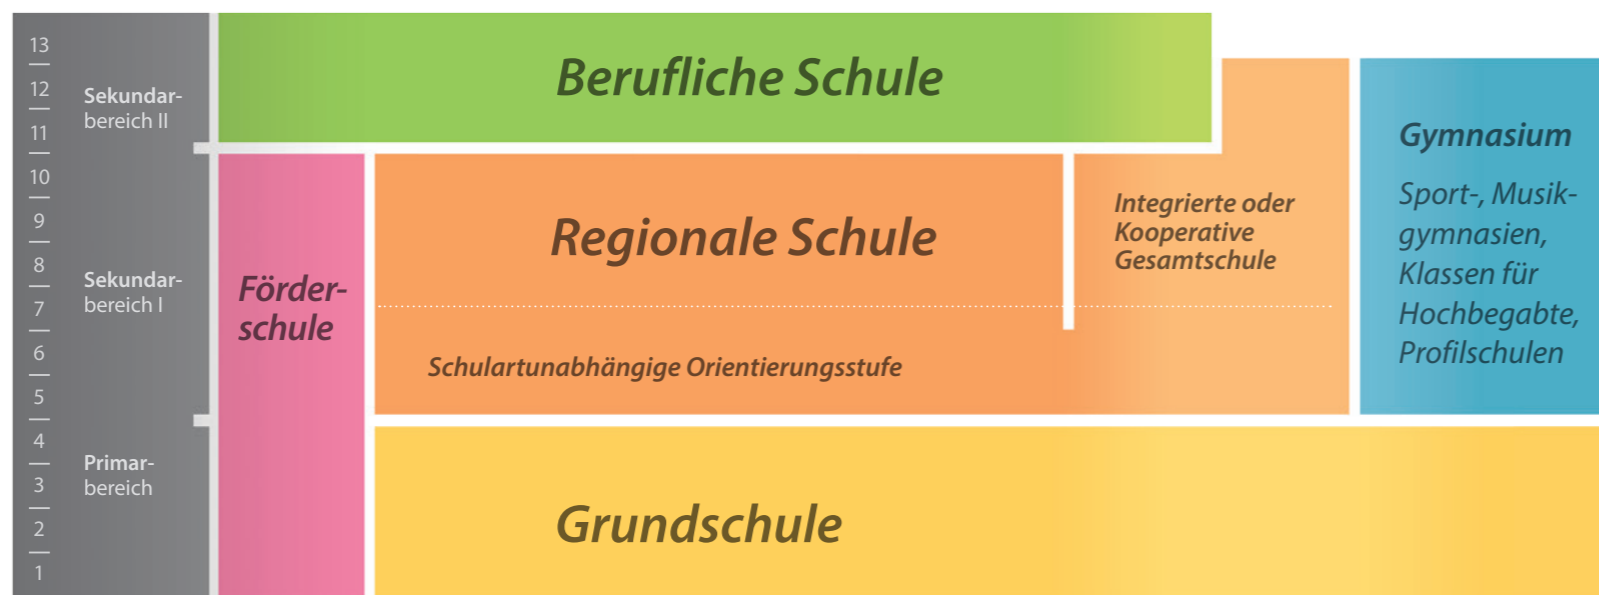 13
12
11
10
9
8
7
6
5
4
3
2
1
Sekundar-
bereich II
Sekundar-
bereich I
Primar-
bereich
Berufliche Schule
Förder-
schule
Regionale Schule
Schulartunabhängige Orientierungsstufe
Integrierte oder
Kooperative
Gesamtschule
Gymnasium
Sport-, Musik-
gymnasien,
Klassen für
Hochbegabte,
Profilschulen
Grundschule